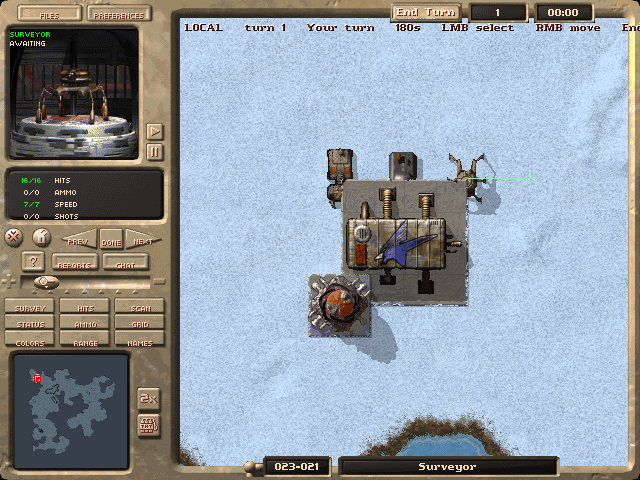 FILES PREFERENCES End Turn 1 00:00
LOCAL turn 1 Your turn 180s LMB select RMB move En
SURVEYOR
AWAITING
16/16 HITS
0/0 AMMO
7/7 SPEED
0/0 SHOTS
PREV DONE NEXT
? REPORTS CHAT
SURVEY HITS SCAN
STATUS AMMO GRID
COLORS RANGE NAMES
2x
023-021 Surveyor